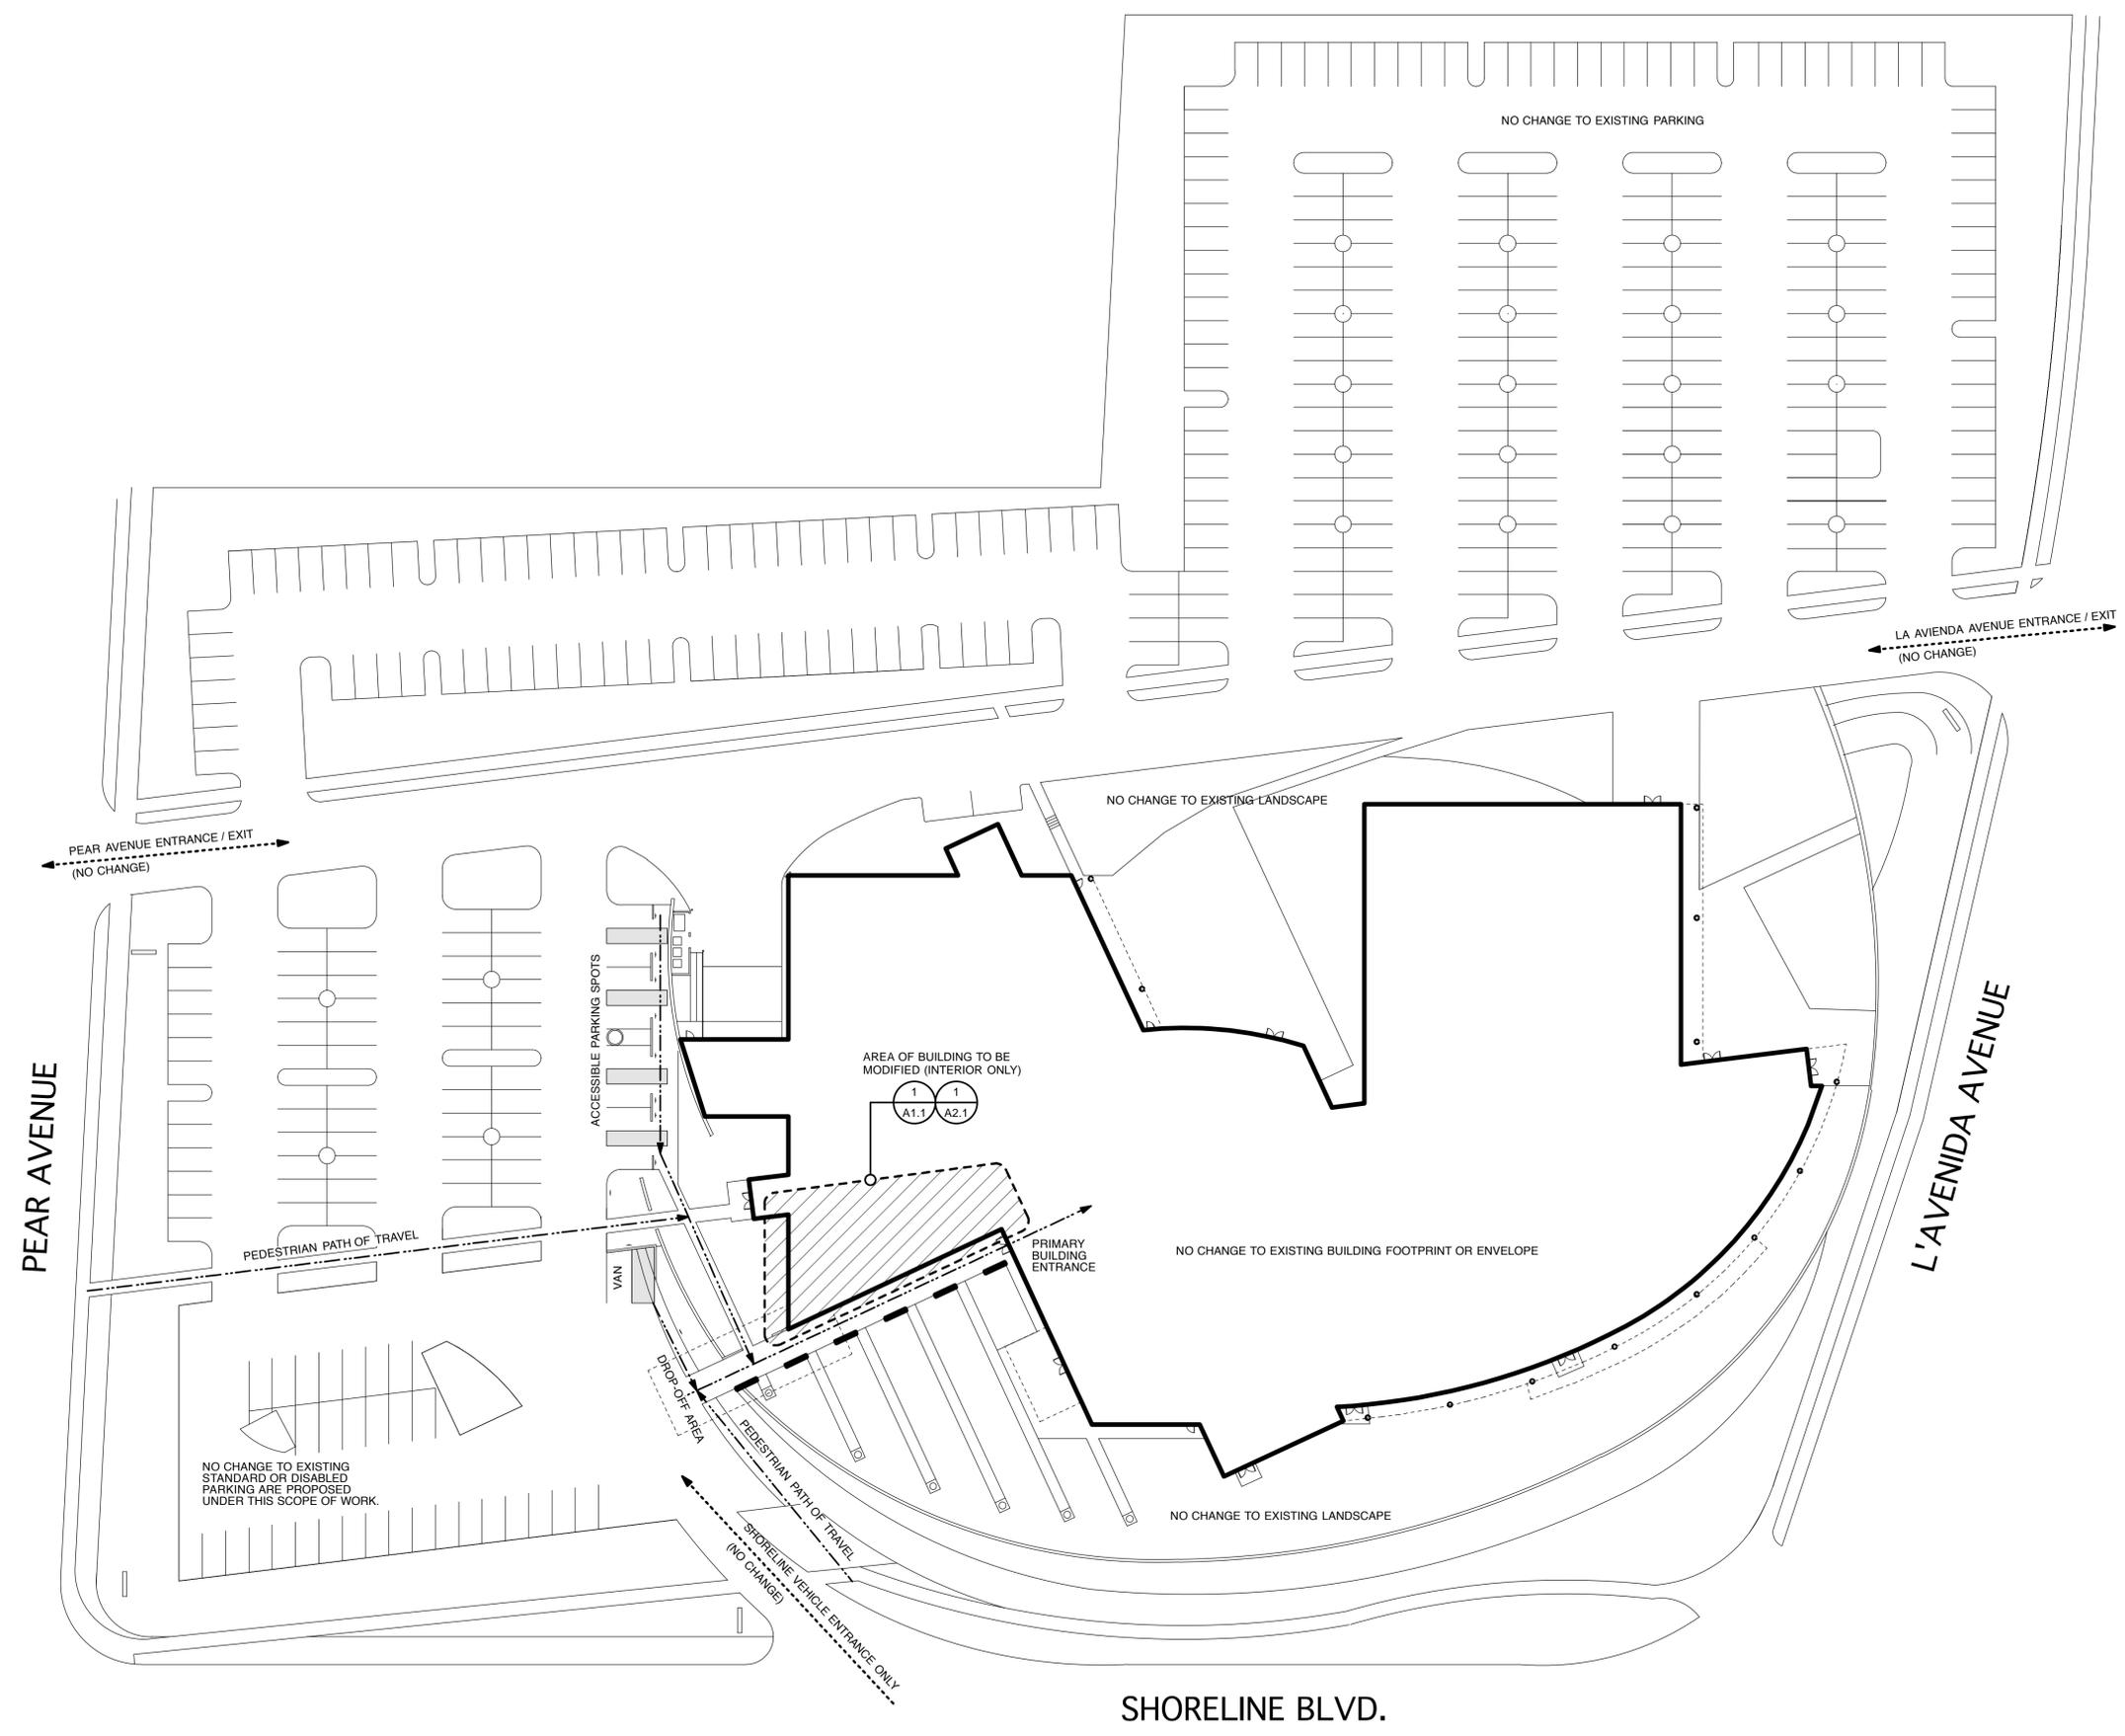 NO CHANGE TO EXISTING PARKING
LA AVIENDA AVENUE ENTRANCE / EXIT
(NO CHANGE)
NO CHANGE TO EXISTING LANDSCAPE
PEAR AVENUE ENTRANCE / EXIT
(NO CHANGE)
ACCESSIBLE PARKING SPOTS
AREA OF BUILDING TO BE
MODIFIED (INTERIOR ONLY)
1
A1.1
1
A2.1
PEAR AVENUE
L'AVENIDA AVENUE
PEDESTRIAN PATH OF TRAVEL
VAN
PRIMARY
BUILDING
ENTRANCE
NO CHANGE TO EXISTING BUILDING FOOTPRINT OR ENVELOPE
DROP-OFF AREA
PEDESTRIAN PATH OF TRAVEL
NO CHANGE TO EXISTING
STANDARD OR DISABLED
PARKING ARE PROPOSED
UNDER THIS SCOPE OF WORK.
NO CHANGE TO EXISTING LANDSCAPE
SHORELINE VEHICLE ENTRANCE ONLY
(NO CHANGE)
SHORELINE BLVD.